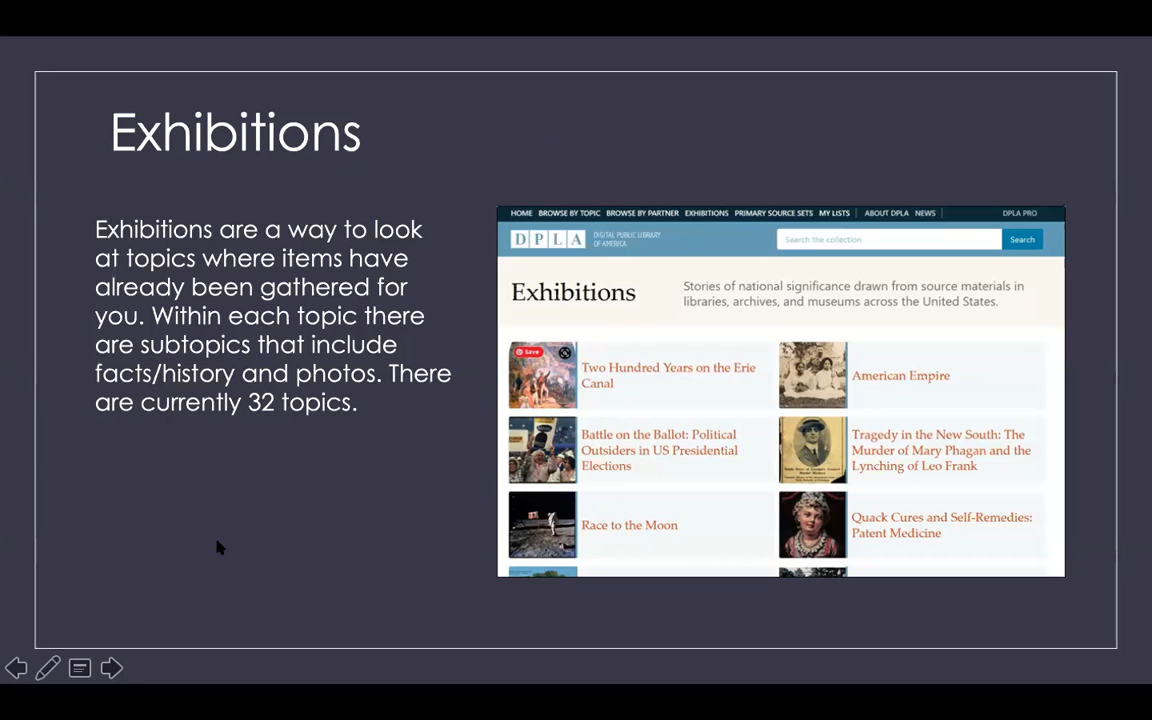 Exhibitions
Exhibitions are a way to look
at topics where items have
already been gathered for
you. Within each topic there
are subtopics that include
facts/history and photos. There
are currently 32 topics.
HOME BROWSE BY TOPIC BROWSE BY PARTNER EXHIBITIONS PRIMARY SOURCE SETS MY LISTS ABOUT DPLA NEWS DPLA PRO
DPLA DIGITAL PUBLIC LIBRARY
OF AMERICA
Search the collection
Search
Exhibitions
Stories of national significance drawn from source materials in
libraries, archives, and museums across the United States.
Save
Two Hundred Years on the Erie
Canal
American Empire
Battle on the Ballot: Political
Outsiders in US Presidential
Elections
Tragedy in the New South: The
Murder of Mary Phagan and the
Lynching of Leo Frank
Race to the Moon
Quack Cures and Self-Remedies:
Patent Medicine